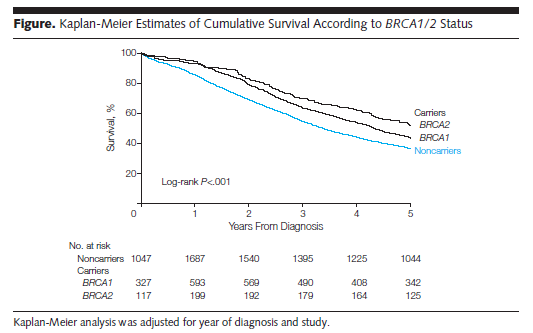 Figure. Kaplan-Meier Estimates of Cumulative Survival According to BRCA1/2 Status
100
80
60
40
20
Survival, %
Carriers
BRCA2
BRCA1
Noncarriers
Log-rank P<.001
0 1 2 3 4 5
Years From Diagnosis
No. at risk
Noncarriers 1047 1687 1540 1395 1225 1044
Carriers
BRCA1 327 593 569 490 408 342
BRCA2 117 199 192 179 164 125
Kaplan-Meier analysis was adjusted for year of diagnosis and study.